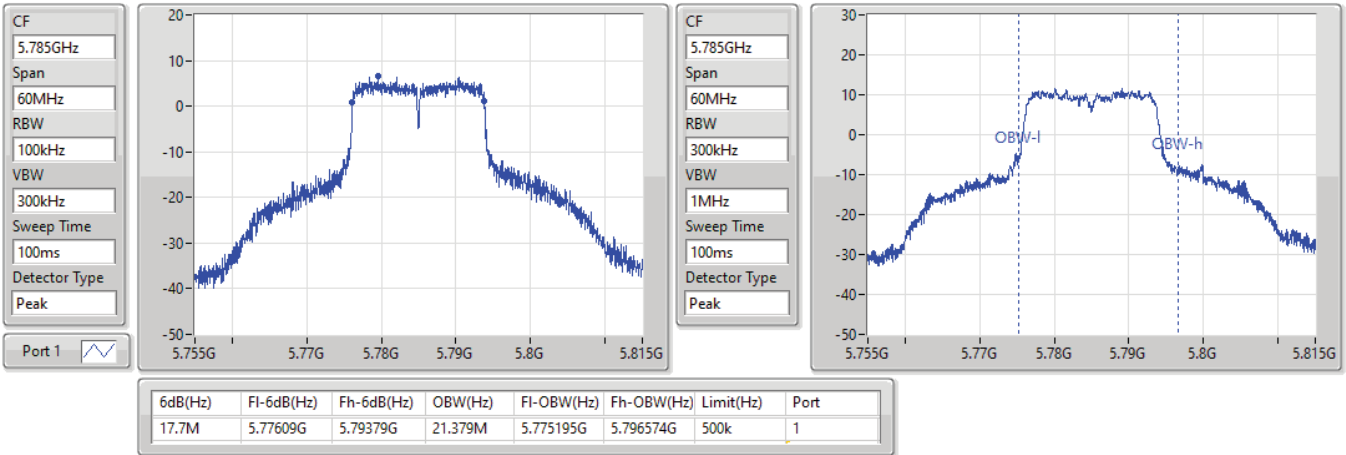 CF
5.785GHz
Span
60MHz
RBW
100kHz
VBW
300kHz
Sweep Time
100ms
Detector Type
Peak
Port 1
20
10
0
-10
-20
-30
-40
-50
5.755G 5.77G 5.78G 5.79G 5.8G 5.815G
CF
5.785GHz
Span
60MHz
RBW
300kHz
VBW
1MHz
Sweep Time
100ms
Detector Type
Peak
30
20
10
0
-10
-20
-30
-40
-50
OBW-l
OBW-h
5.755G 5.77G 5.78G 5.79G 5.8G 5.815G
6dB(Hz) Fl-6dB(Hz) Fh-6dB(Hz) OBW(Hz) Fl-OBW(Hz) Fh-OBW(Hz) Limit(Hz) Port
17.7M 5.77609G 5.79379G 21.379M 5.775195G 5.796574G 500k 1